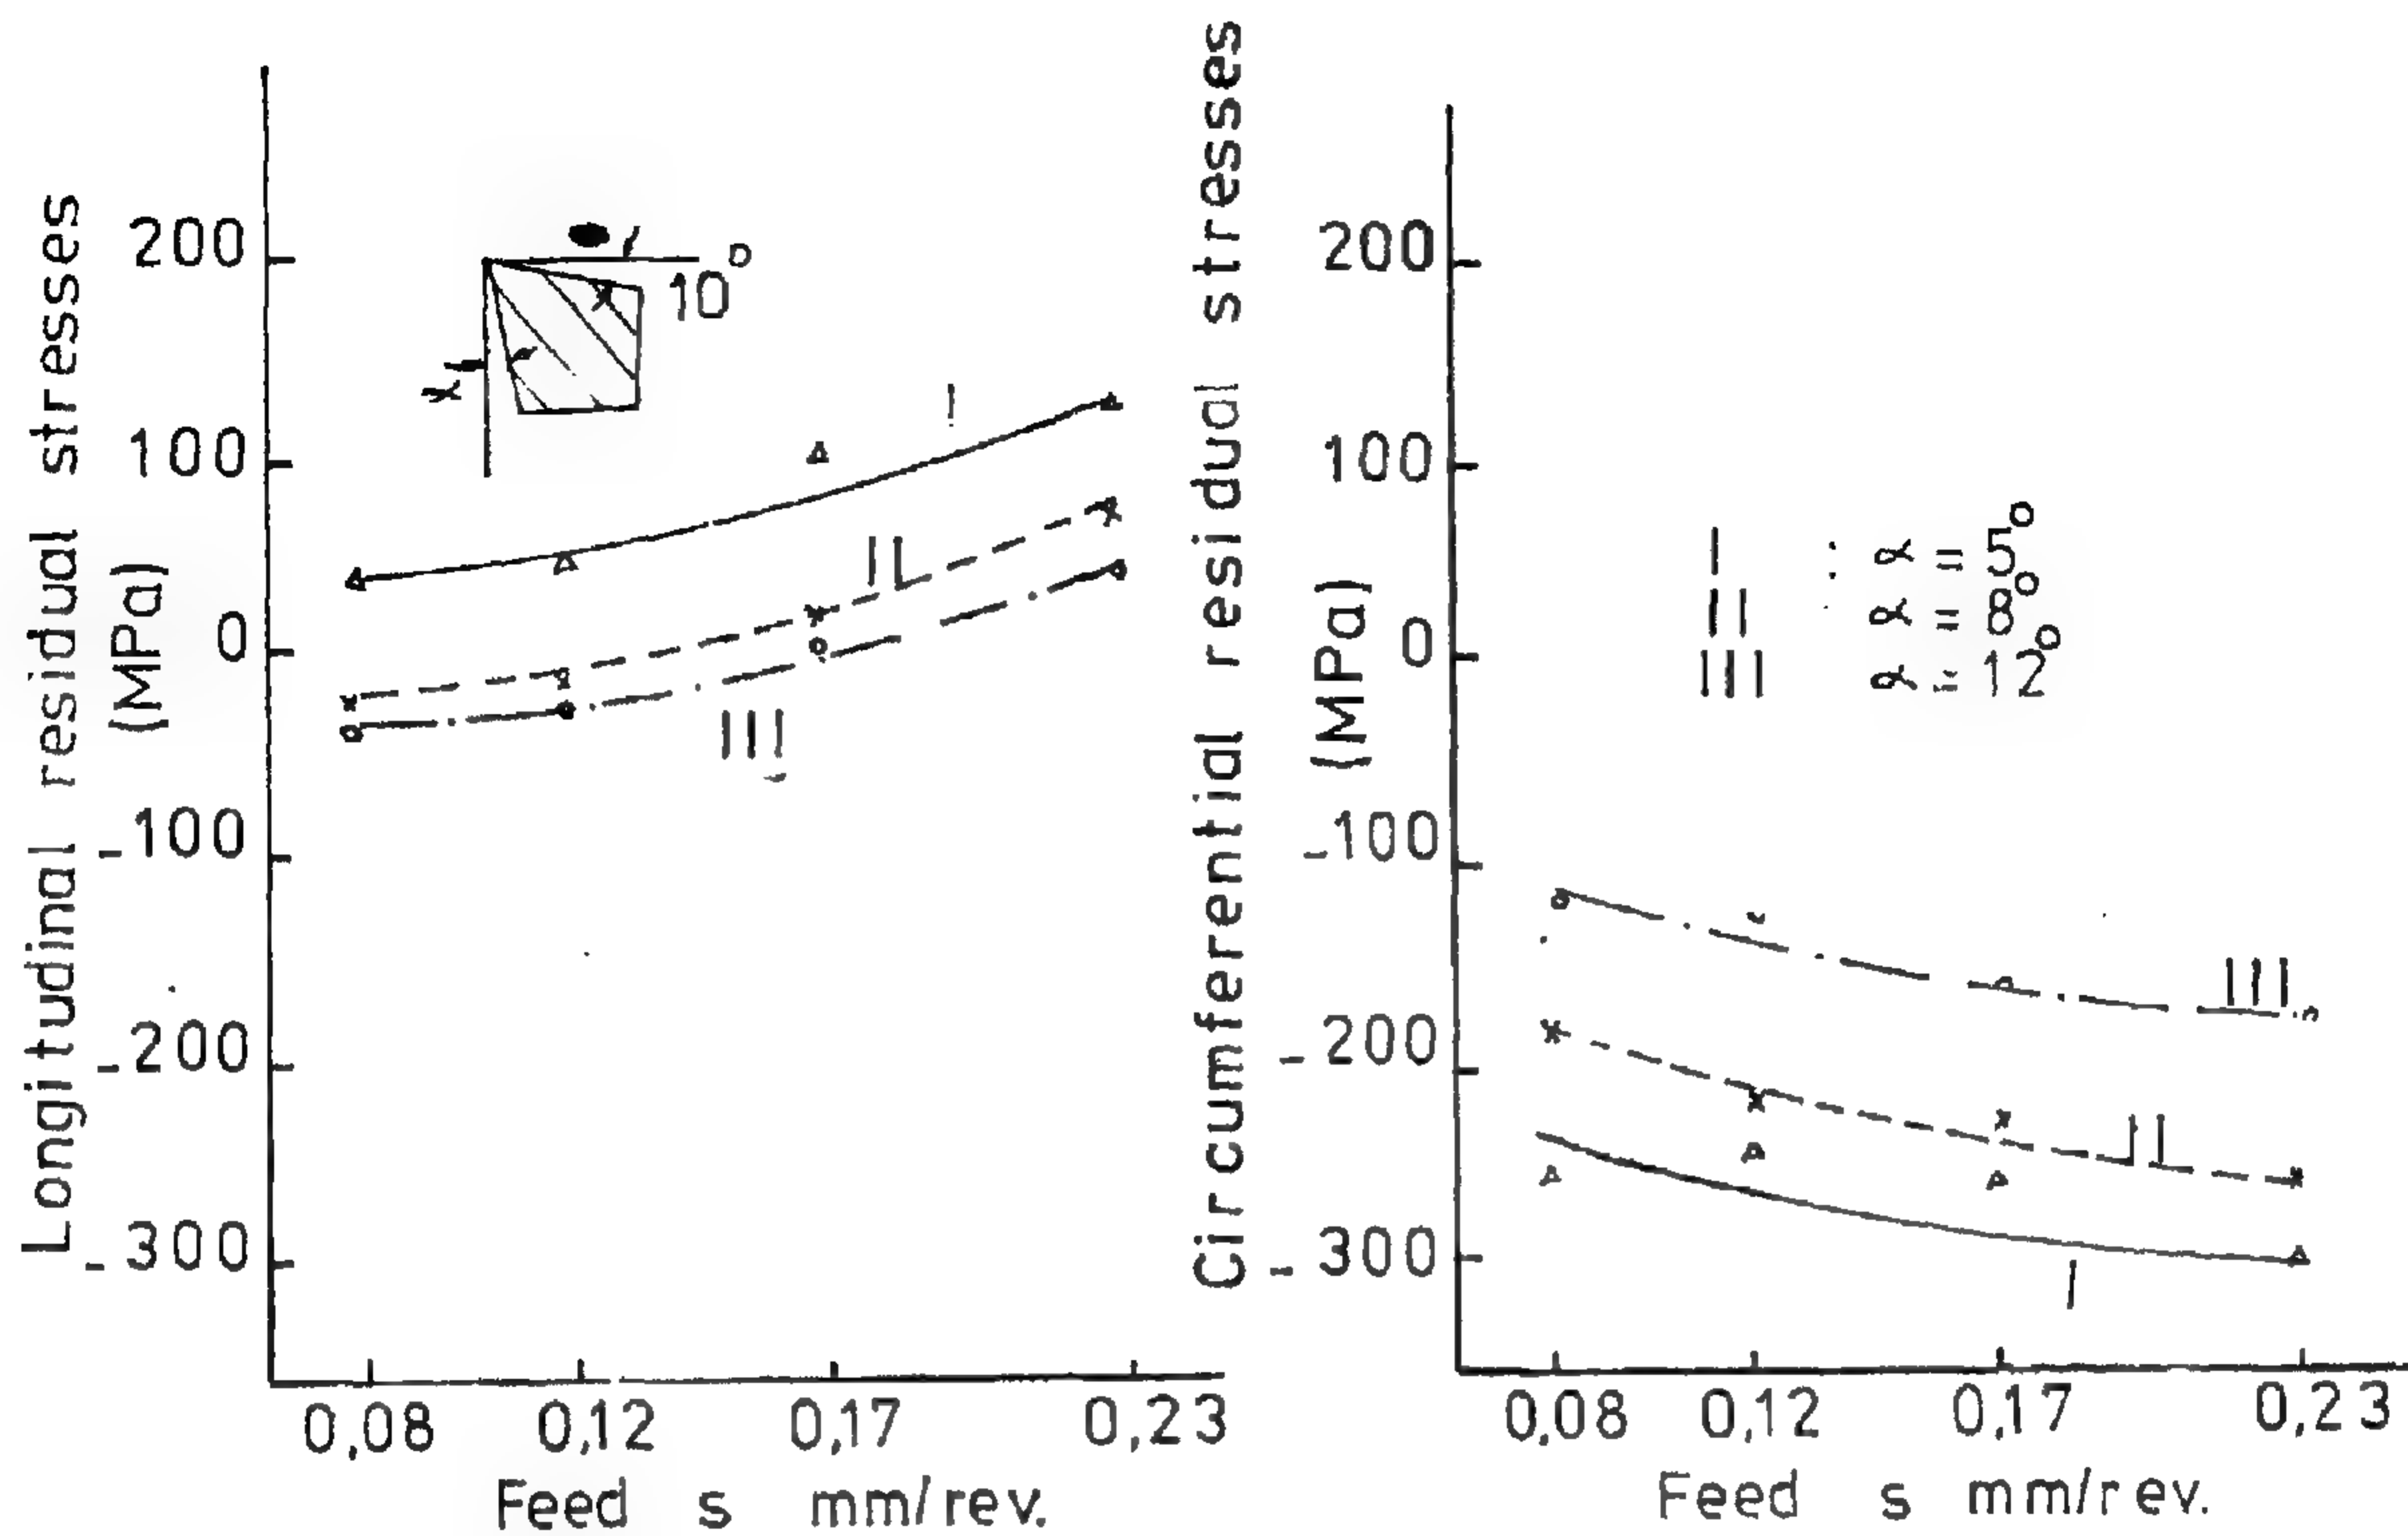 Longitudinal residual stresses
(MPa)
200
100
0
-100
-200
-300
10°
I
II
III
0,08 0,12 0,17 0,23
Feed s mm/rev.
Circumferential residual stresses
(MPa)
200
100
0
-100
-200
-300
I : α = 5°
II : α = 8°
III α = 12°
III
II
I
0,08 0,12 0,17 0,23
Feed s mm/rev.